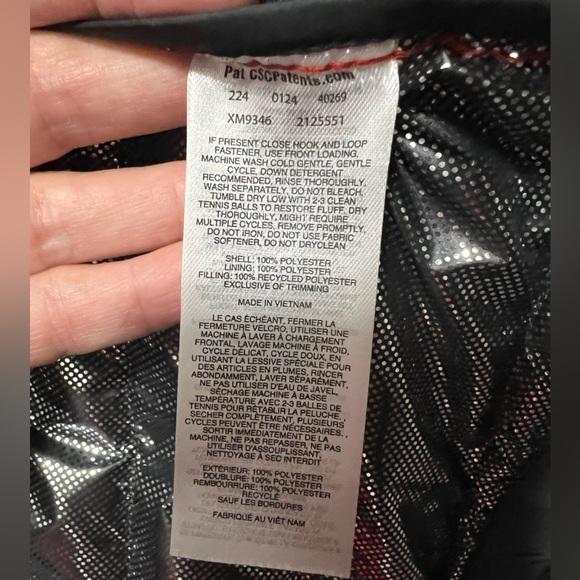 Pat CSCPatents.com
224 0124 40269
XM9346 2125551
IF PRESENT CLOSE HOOK AND LOOP
FASTENER, USE FRONT LOADING,
MACHINE WASH COLD GENTLE, GENTLE
CYCLE, DOWN DETERGENT
RECOMMENDED, RINSE THOROUGHLY,
WASH SEPARATELY, DO NOT BLEACH,
TUMBLE DRY LOW WITH 2-3 CLEAN
TENNIS BALLS TO RESTORE FLUFF, DRY
THOROUGHLY, MIGHT REQUIRE
MULTIPLE CYCLES, REMOVE PROMPTLY,
DO NOT IRON, DO NOT USE FABRIC
SOFTENER, DO NOT DRYCLEAN
SHELL: 100% POLYESTER
LINING: 100% POLYESTER
FILLING: 100% RECYCLED POLYESTER
EXCLUSIVE OF TRIMMING
MADE IN VIETNAM
LE CAS ÉCHÉANT, FERMER LA
FERMETURE VELCRO, UTILISER UNE
MACHINE À LAVER À CHARGEMENT
FRONTAL, LAVAGE MACHINE À FROID,
CYCLE DÉLICAT, CYCLE DOUX, EN
UTILISANT LA LESSIVE SPÉCIALE POUR
DES ARTICLES EN PLUMES, RINCER
ABONDAMMENT, LAVER SÉPARÉMENT,
NE PAS UTILISER D'EAU DE JAVEL,
SÉCHAGE MACHINE À BASSE
TEMPÉRATURE AVEC 2-3 BALLES DE
TENNIS POUR RÉTABLIR LA PELUCHE, ,
SÉCHER COMPLÈTEMENT, PLUSIEURS
CYCLES PEUVENT ÊTRE NÉCESSAIRES. ,
SORTIR IMMÉDIATEMENT DE LA
MACHINE, NE PAS REPASSER, NE PAS
UTILISER D'ASSOUPLISSANT,
NETTOYAGE À SEC INTERDIT
EXTÉRIEUR: 100% POLYESTER
DOUBLURE: 100% POLYESTER
REMBOURRURE: 100% POLYESTER
RECYCLÉ
SAUF LES BORDURES
FABRIQUÉ AU VIÊT NAM